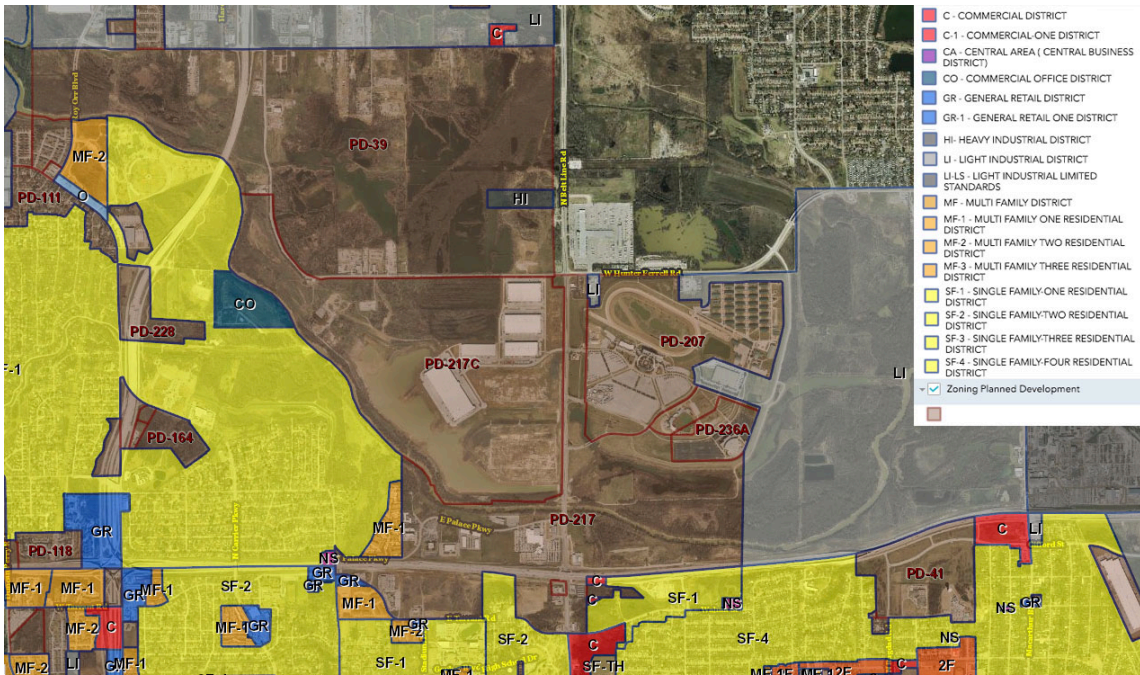 LI
C
C - COMMERCIAL DISTRICT
C-1 - COMMERCIAL-ONE DISTRICT
CA - CENTRAL AREA ( CENTRAL BUSINESS
DISTRICT)
CO - COMMERCIAL OFFICE DISTRICT
GR - GENERAL RETAIL DISTRICT
GR-1 - GENERAL RETAIL ONE DISTRICT
HI- HEAVY INDUSTRIAL DISTRICT
LI - LIGHT INDUSTRIAL DISTRICT
LI-LS - LIGHT INDUSTRIAL LIMITED
STANDARDS
MF - MULTI FAMILY DISTRICT
MF-1 - MULTI FAMILY ONE RESIDENTIAL
DISTRICT
MF-2 - MULTI FAMILY TWO RESIDENTIAL
DISTRICT
MF-3 - MULTI FAMILY THREE RESIDENTIAL
DISTRICT
SF-1 - SINGLE FAMILY-ONE RESIDENTIAL
DISTRICT
SF-2 - SINGLE FAMILY-TWO RESIDENTIAL
DISTRICT
SF-3 - SINGLE FAMILY-THREE RESIDENTIAL
DISTRICT
SF-4 - SINGLE FAMILY-FOUR RESIDENTIAL
DISTRICT
Zoning Planned Development
PD-39
MF-2
N Belt Line Rd
PD-111
O
HI
W Hunter Ferrell Rd
LI
CO
PD-228
PD-207
PD-217C
LI
F-1
PD-236A
PD-164
MF-1
PD-217
E Palace Pkwy
GR
C
LI
N Carrier Pkwy
PD-118
NS
Palace Pkwy
GR
GR
GR
PD-41
MF-1
MF-1
MF-1
SF-2
C
SF-1
C
NS
NS
GR
GR
MF-1
MF-2
C
MF-1
GR
MF-2
GR
SF-2
C
SF-4
NS
MF-2
LI
MF-1
SF-1
SF-TH
C
2F